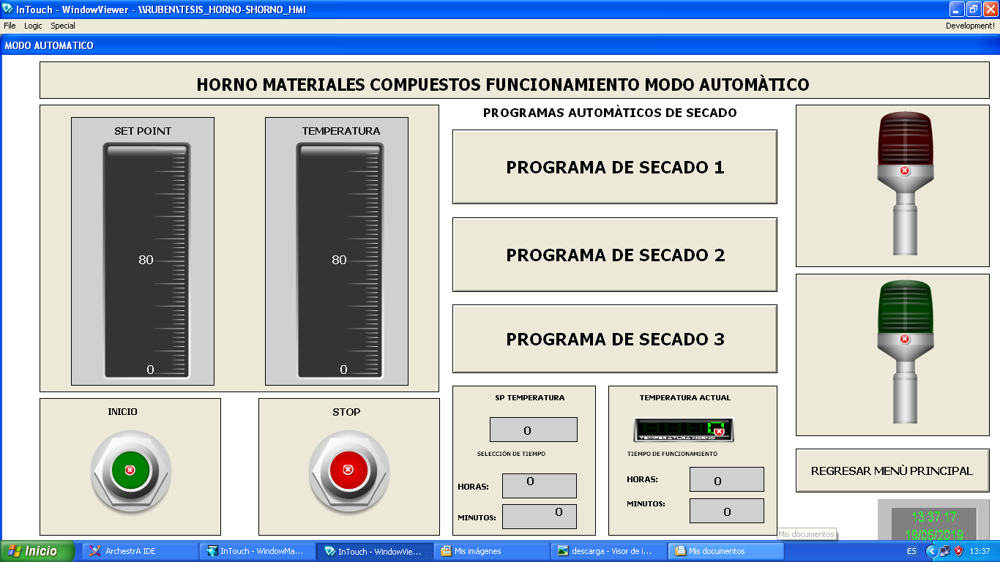 InTouch - WindowViewer - \\RUBEN\TESIS_HORNO-$HORNO_HMI
File Logic Special Development!
MODO AUTOMATICO
HORNO MATERIALES COMPUESTOS FUNCIONAMIENTO MODO AUTOMÀTICO
SET POINT
80
0
TEMPERATURA
80
0
PROGRAMAS AUTOMÀTICOS DE SECADO
PROGRAMA DE SECADO 1
PROGRAMA DE SECADO 2
PROGRAMA DE SECADO 3
INICIO
STOP
SP TEMPERATURA
0
SELECCIÓN DE TIEMPO
HORAS: 0
MINUTOS: 0
TEMPERATURA ACTUAL
0
TEMPERATURA HORNO
TIEMPO DE FUNCIONAMIENTO
HORAS: 0
MINUTOS: 0
REGRESAR MENÙ PRINCIPAL
13:37:17
19/06/2019
Mis documentos
Inicio
ArchestrA IDE
InTouch - WindowMa...
InTouch - WindowVie...
Mis imágenes
descarga - Visor de i...
Mis documentos
ES
13:37